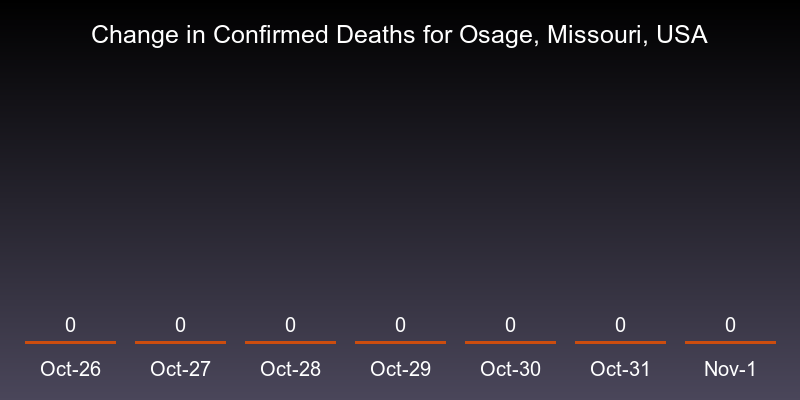 Change in Confirmed Deaths for Osage, Missouri, USA
0 0 0 0 0 0 0
Oct-26 Oct-27 Oct-28 Oct-29 Oct-30 Oct-31 Nov-1